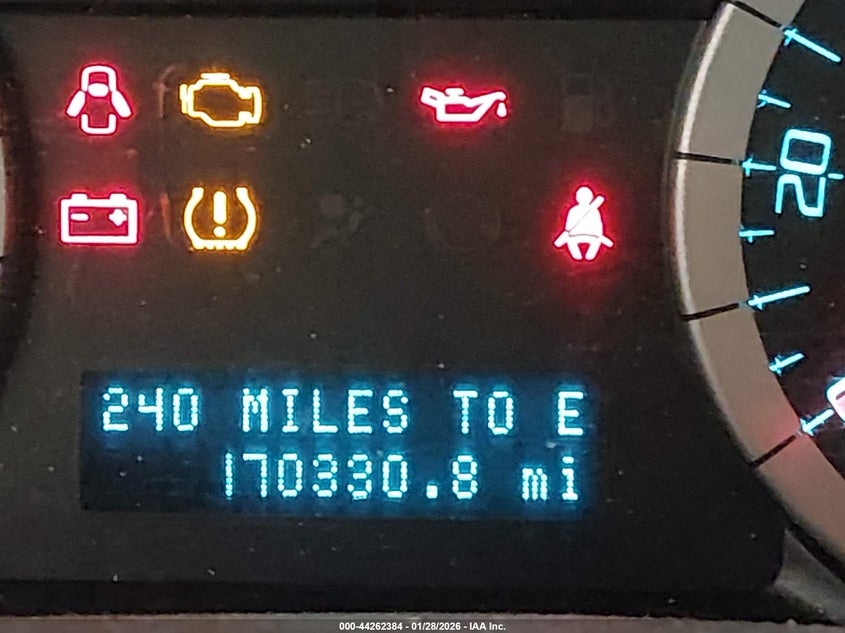 20
240 MILES TO E
170330.8 mi
000-44262384 - 01/28/2026 - IAA Inc.